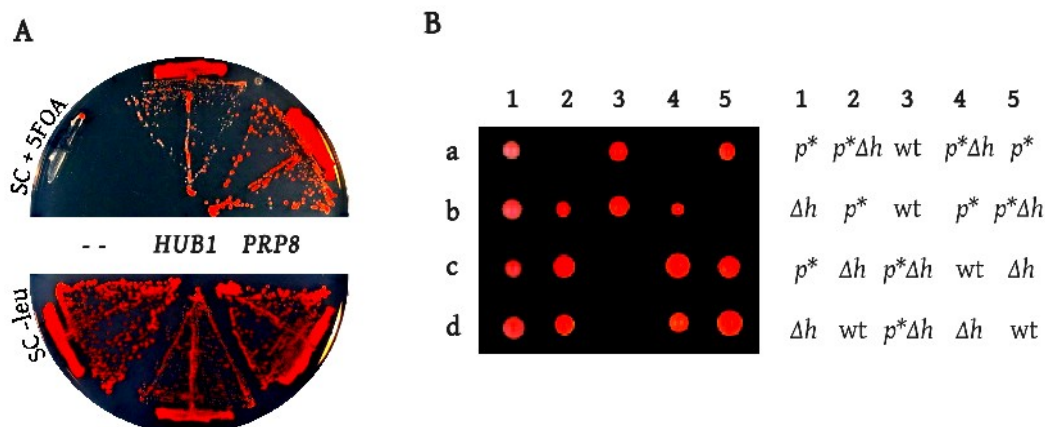 A
SC + 5FOA
-- HUB1 PRP8
SC -leu
B
1 2 3 4 5
a
b
c
d
1 2 3 4 5
p* p*Δh wt p*Δh p*
Δh p* wt p* p*Δh
p* Δh p*Δh wt Δh
Δh wt p*Δh Δh wt